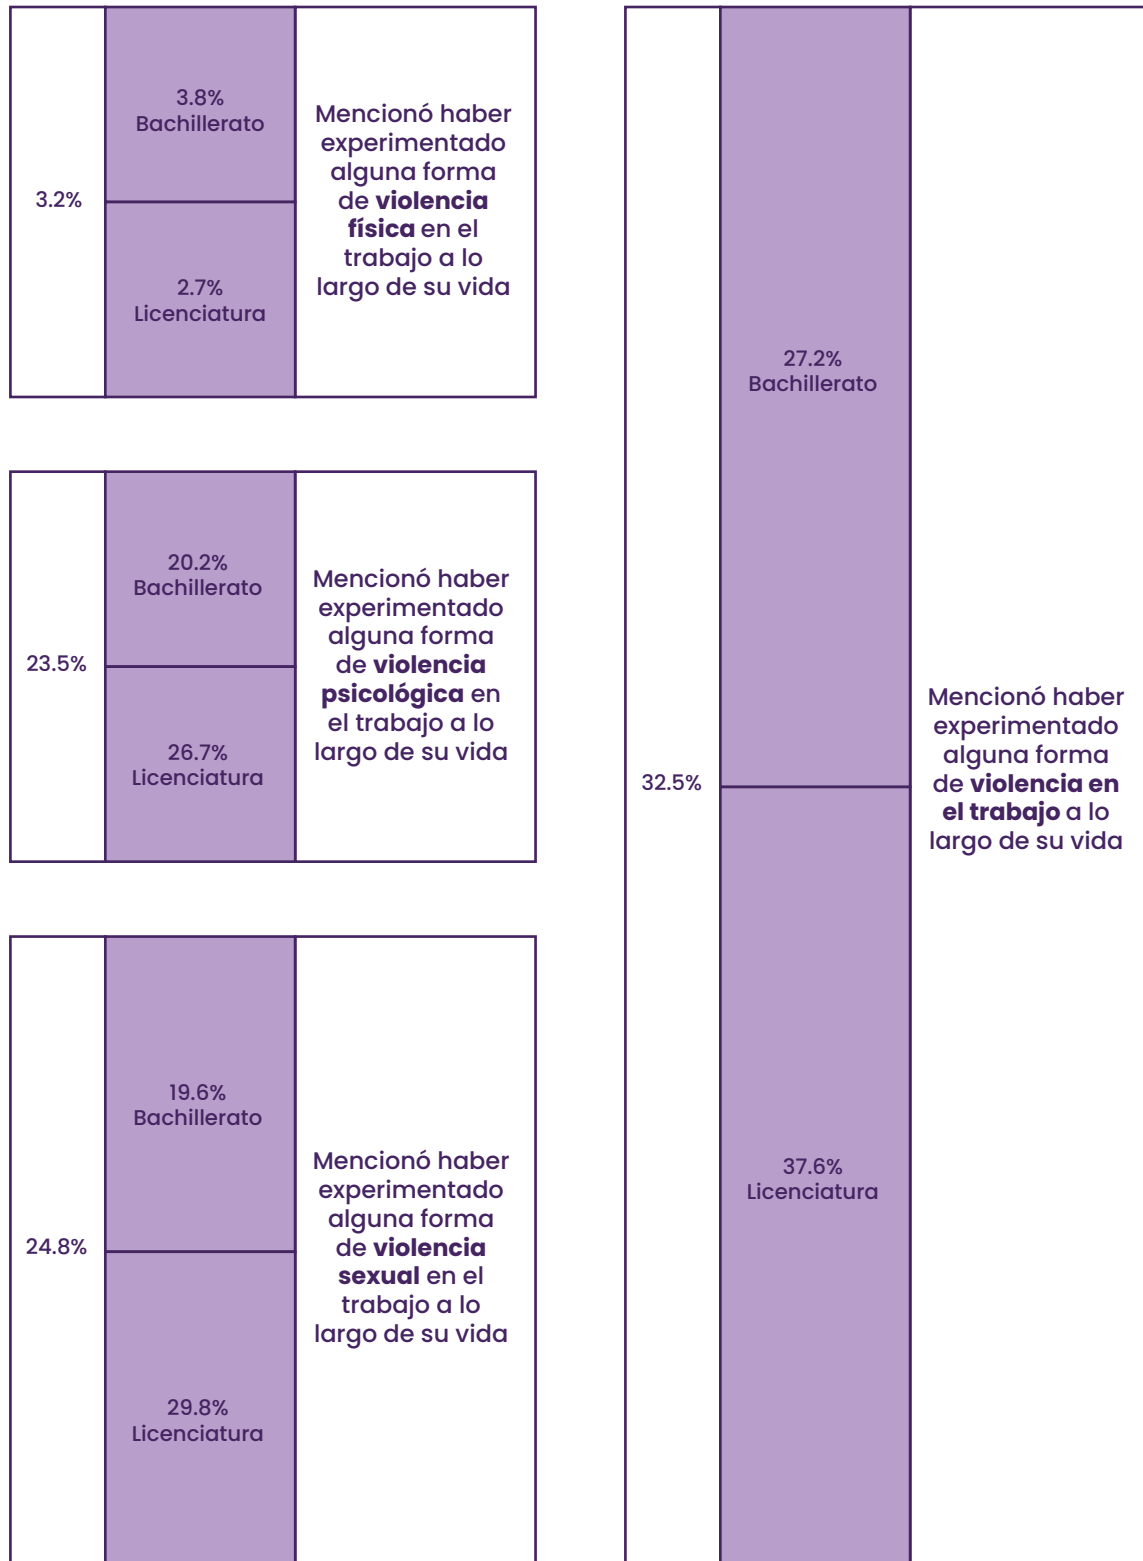 3.2%
3.8%
Bachillerato
2.7%
Licenciatura
Mencionó haber
experimentado
alguna forma
de violencia
física en el
trabajo a lo
largo de su vida
23.5%
20.2%
Bachillerato
26.7%
Licenciatura
Mencionó haber
experimentado
alguna forma
de violencia
psicológica en
el trabajo a lo
largo de su vida
24.8%
19.6%
Bachillerato
29.8%
Licenciatura
Mencionó haber
experimentado
alguna forma
de violencia
sexual en el
trabajo a lo
largo de su vida
32.5%
27.2%
Bachillerato
37.6%
Licenciatura
Mencionó haber
experimentado
alguna forma
de violencia en
el trabajo a lo
largo de su vida